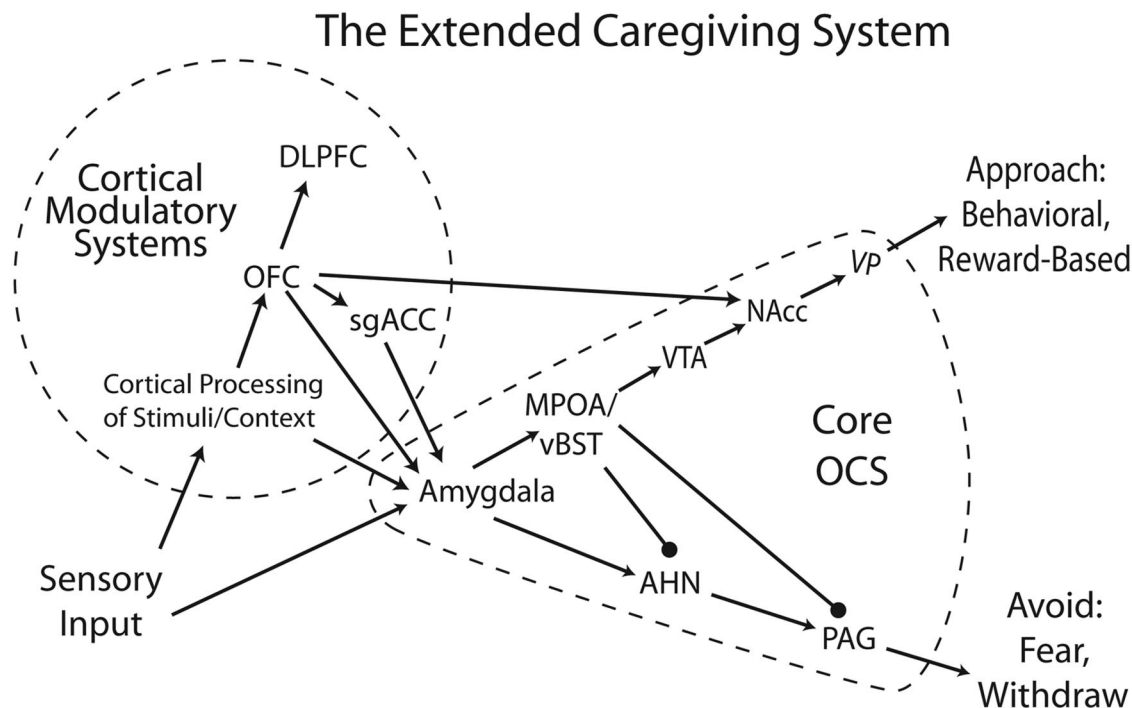 The Extended Caregiving System
Cortical
Modulatory
Systems
DLPFC
OFC
sgACC
Cortical Processing
of Stimuli/Context
Sensory
Input
Amygdala
MPOA/
vBST
VTA
NAcc
VP
AHN
PAG
Core
OCS
Approach:
Behavioral,
Reward-Based
Avoid:
Fear,
Withdraw